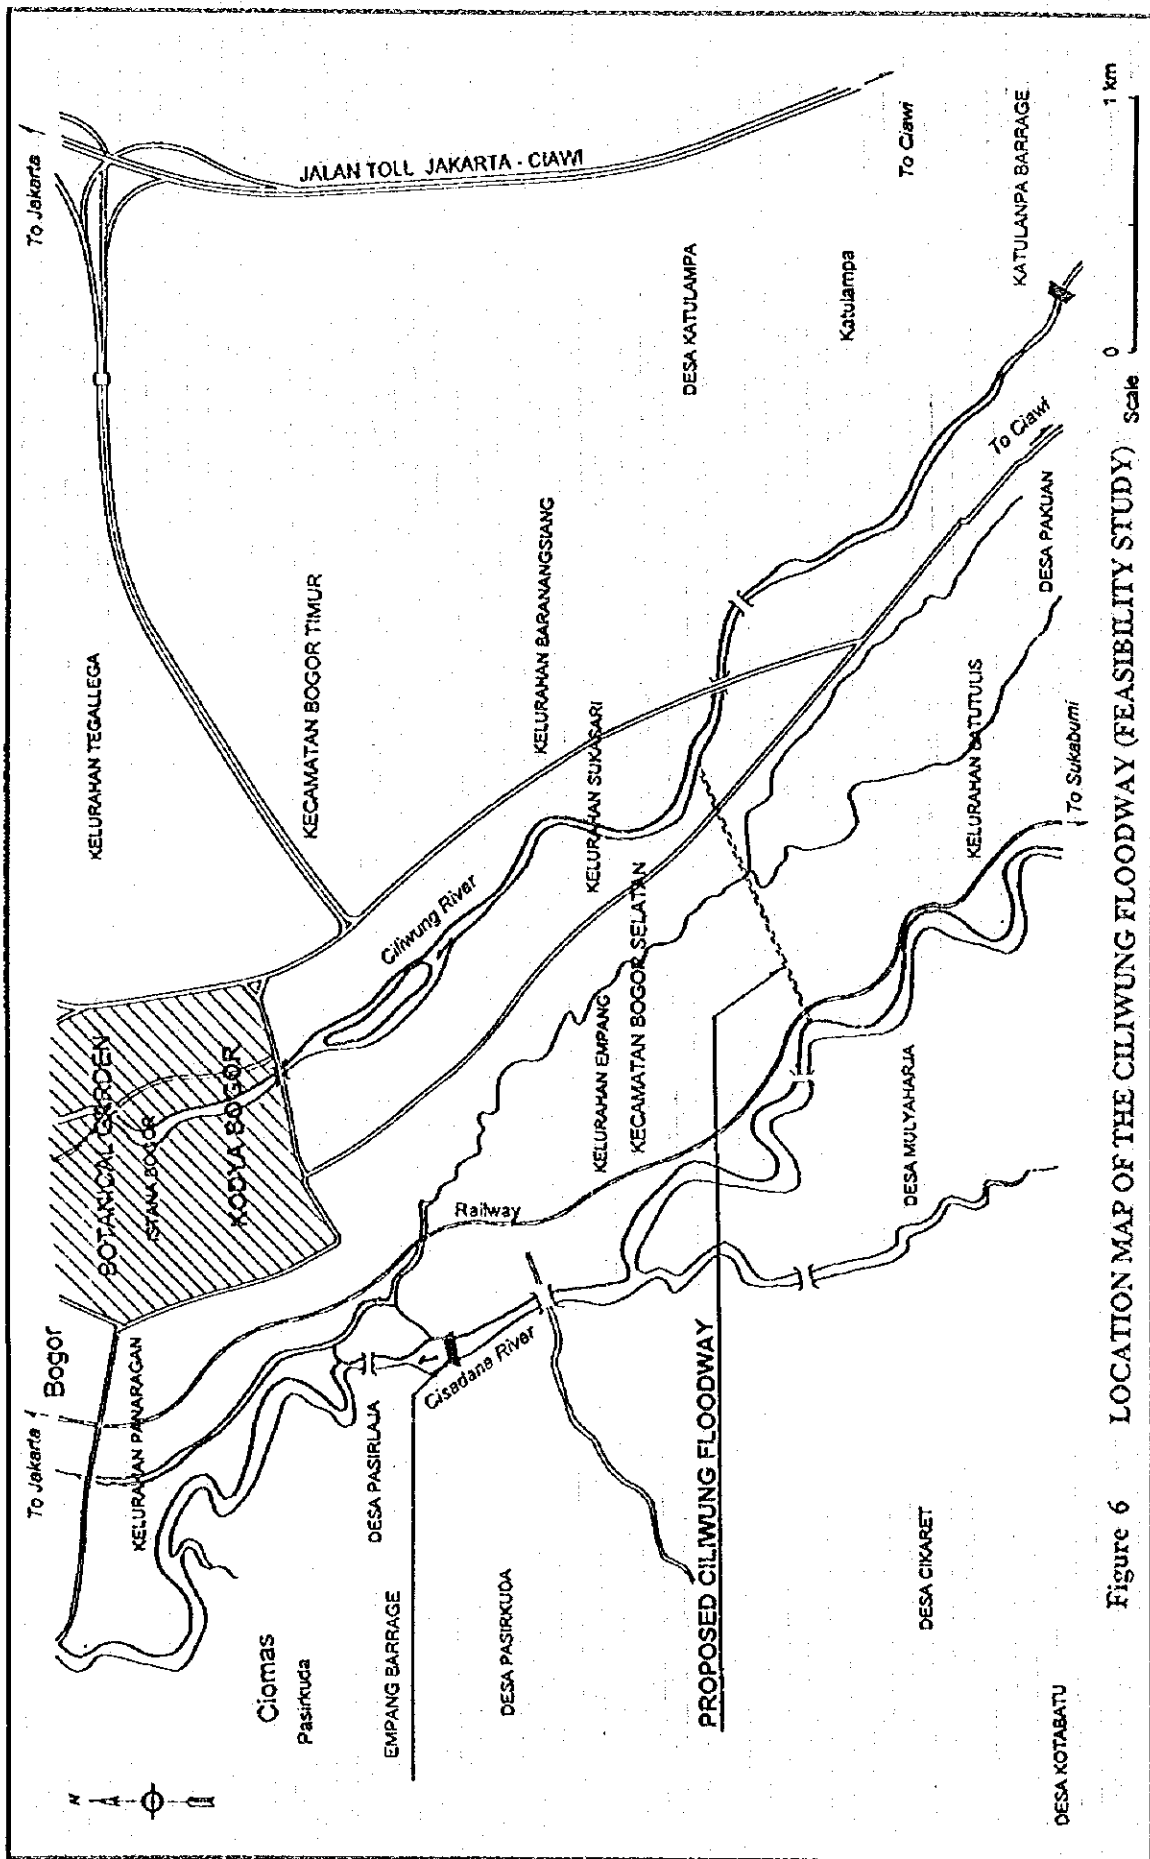 N
To Jakarta
Bogor
BOTANICAL GARDEN
ISTANA BOGOR
KODYA BOGOR
KELURAHAN TEGALLEGA
To Jakarta
KELURAHAN PANARAGAN
JALAN TOLL JAKARTA - CIAWI
KECAMATAN BOGOR TIMUR
Ciomas
Pasirkuda
Ciliwung River
DESA PASIRLAJA
EMPANG BARRAGE
Railway
Cisadane River
DESA PASIRKUDA
KELURAHAN BARANANGSIANG
KELURAHAN SUKASARI
KELURAHAN EMPANG
KECAMATAN BOGOR SELATAN
DESA KATULAMPA
PROPOSED CILIWUNG FLOODWAY
Katulampa
To Ciawi
DESA MULYAHARJA
DESA CIKARET
KELURAHAN BATUTULIS
To Ciawi
KATULANPA BARRAGE
DESA PAKUAN
To Sukabumi
DESA KOTABATU
Figure 6 LOCATION MAP OF THE CILIWUNG FLOODWAY (FEASIBILITY STUDY)
Scale 0 1 km